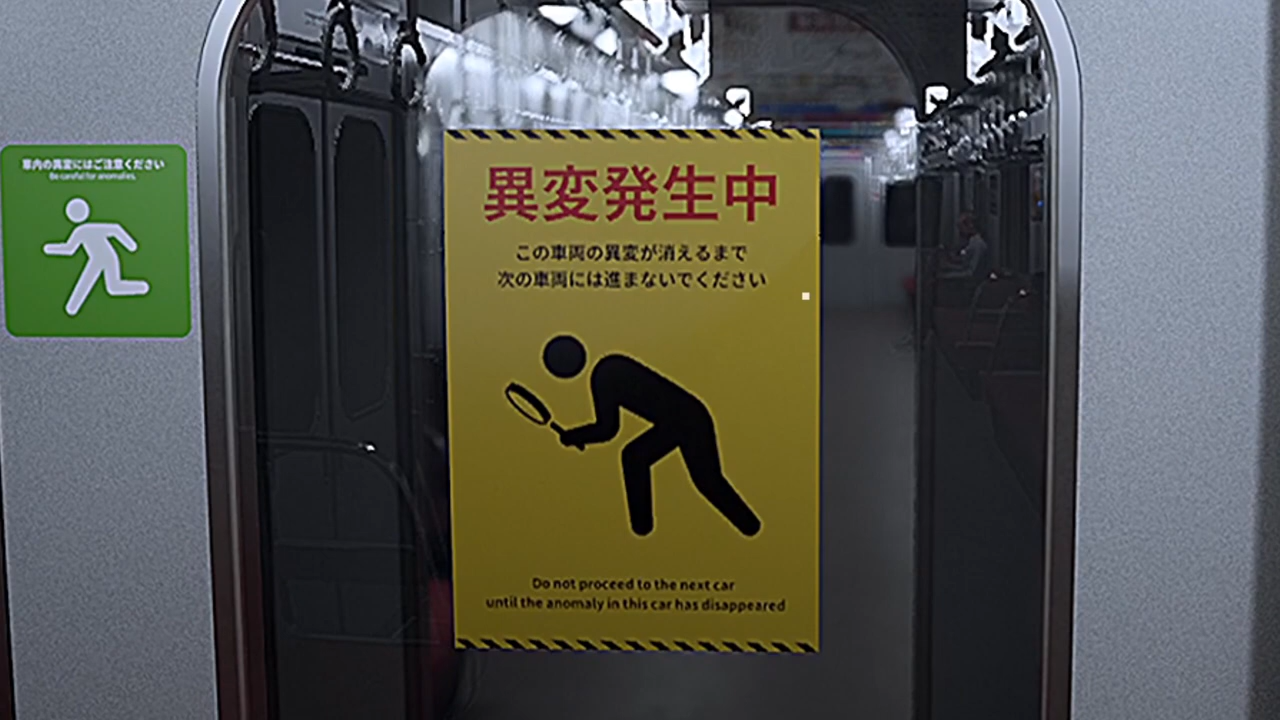 車内の異変にはご注意ください
Be careful for anomalies.
異変発生中
この車両の異変が消えるまで
次の車両には進まないでください
Do not proceed to the next car
until the anomaly in this car has disappeared